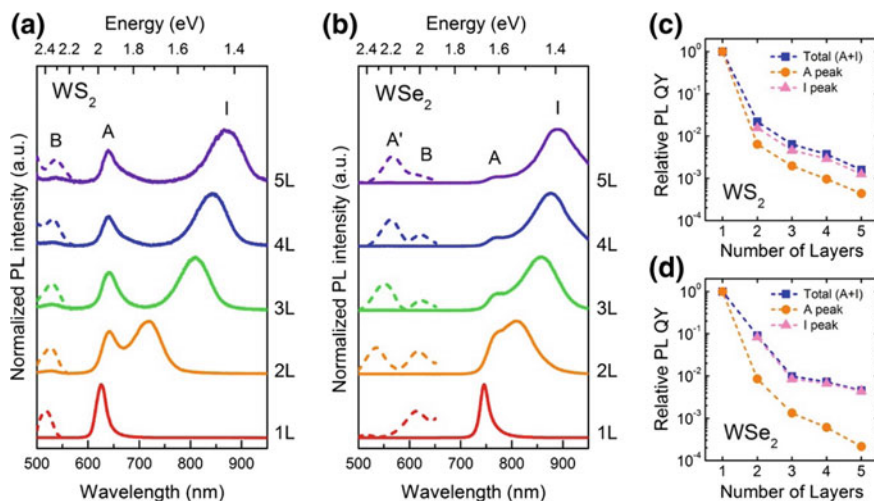 (a) Energy (eV)
2.4 2.2 2 1.8 1.6 1.4
WS2
B A I
5L
4L
3L
2L
1L
500 600 700 800 900
Wavelength (nm)
Normalized PL intensity (a.u.)
(b) Energy (eV)
2.4 2.2 2 1.8 1.6 1.4
WSe2
A' B A I
5L
4L
3L
2L
1L
500 600 700 800 900
Wavelength (nm)
Normalized PL intensity (a.u.)
(c)
Total (A+I)
A peak
I peak
10^0
10^-1
10^-2
10^-3
10^-4
Relative PL QY
WS2
1 2 3 4 5
Number of Layers
(d)
Total (A+I)
A peak
I peak
10^0
10^-1
10^-2
10^-3
10^-4
Relative PL QY
WSe2
1 2 3 4 5
Number of Layers